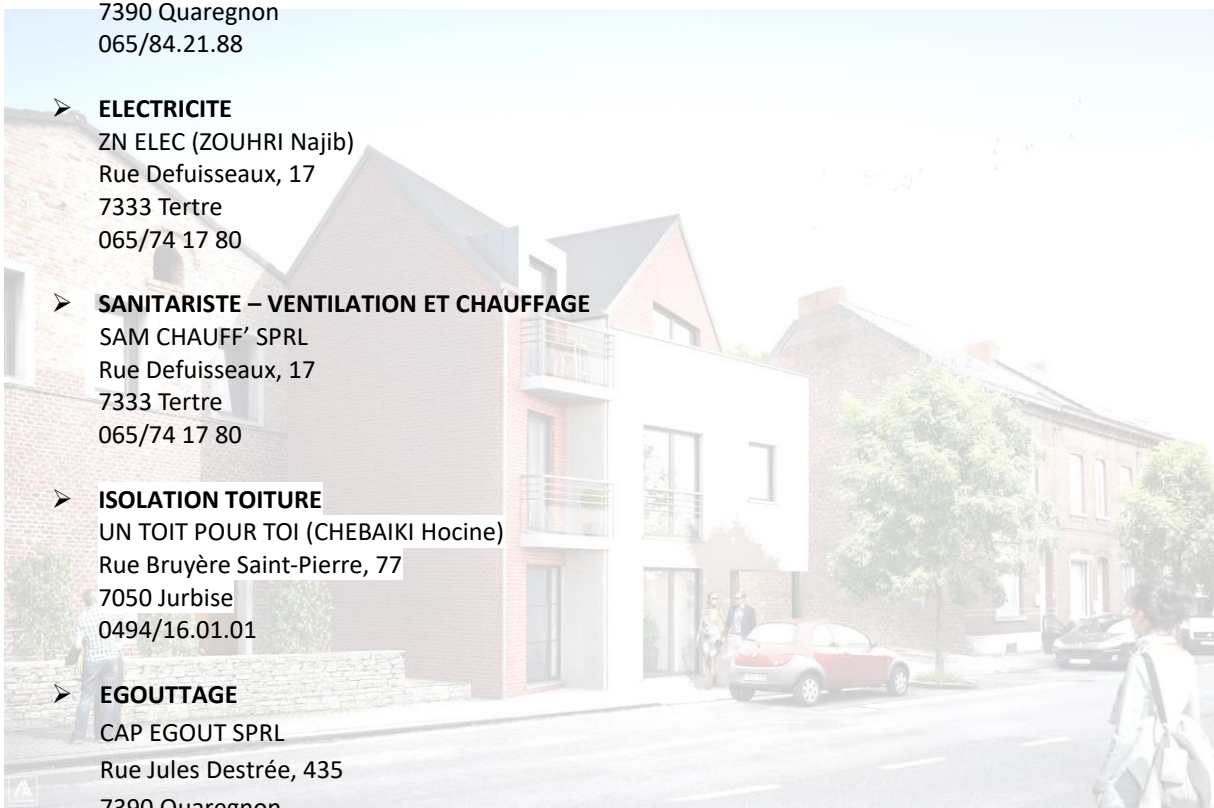 7390 Quaregnon
065/84.21.88
➢ ELECTRICITE
ZN ELEC (ZOUHRI Najib)
Rue Defuisseaux, 17
7333 Tertre
065/74 17 80
➢ SANITARISTE – VENTILATION ET CHAUFFAGE
SAM CHAUFF’ SPRL
Rue Defuisseaux, 17
7333 Tertre
065/74 17 80
➢ ISOLATION TOITURE
UN TOIT POUR TOI (CHEBAIKI Hocine)
Rue Bruyère Saint-Pierre, 77
7050 Jurbise
0494/16.01.01
➢ EGOUTTAGE
CAP EGOUT SPRL
Rue Jules Destrée, 435
7390 Quaregnon